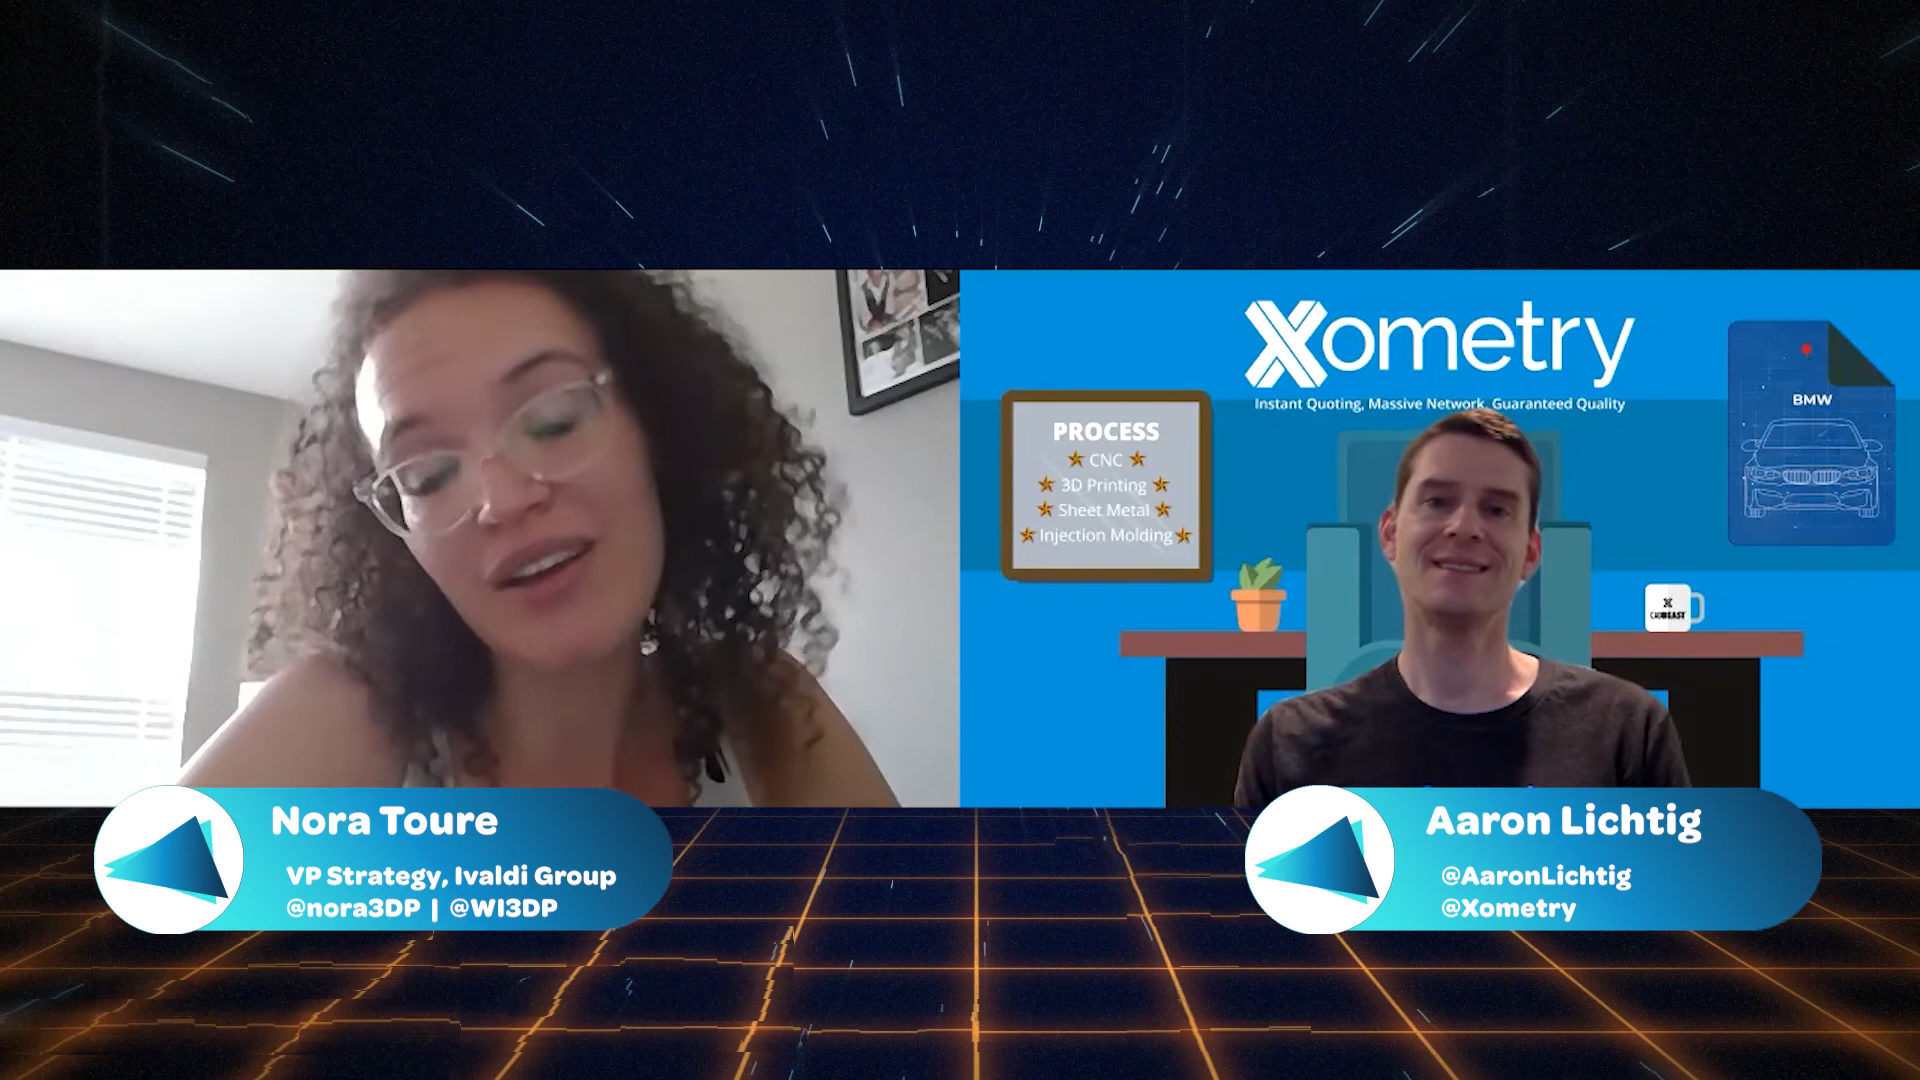 Xometry
Instant Quoting, Massive Network, Guaranteed Quality
PROCESS
CNC
3D Printing
Sheet Metal
Injection Molding
BMW
X
CADBEAST
Nora Toure
VP Strategy, Ivaldi Group
@nora3DP | @WI3DP
Aaron Lichtig
@AaronLichtig
@Xometry